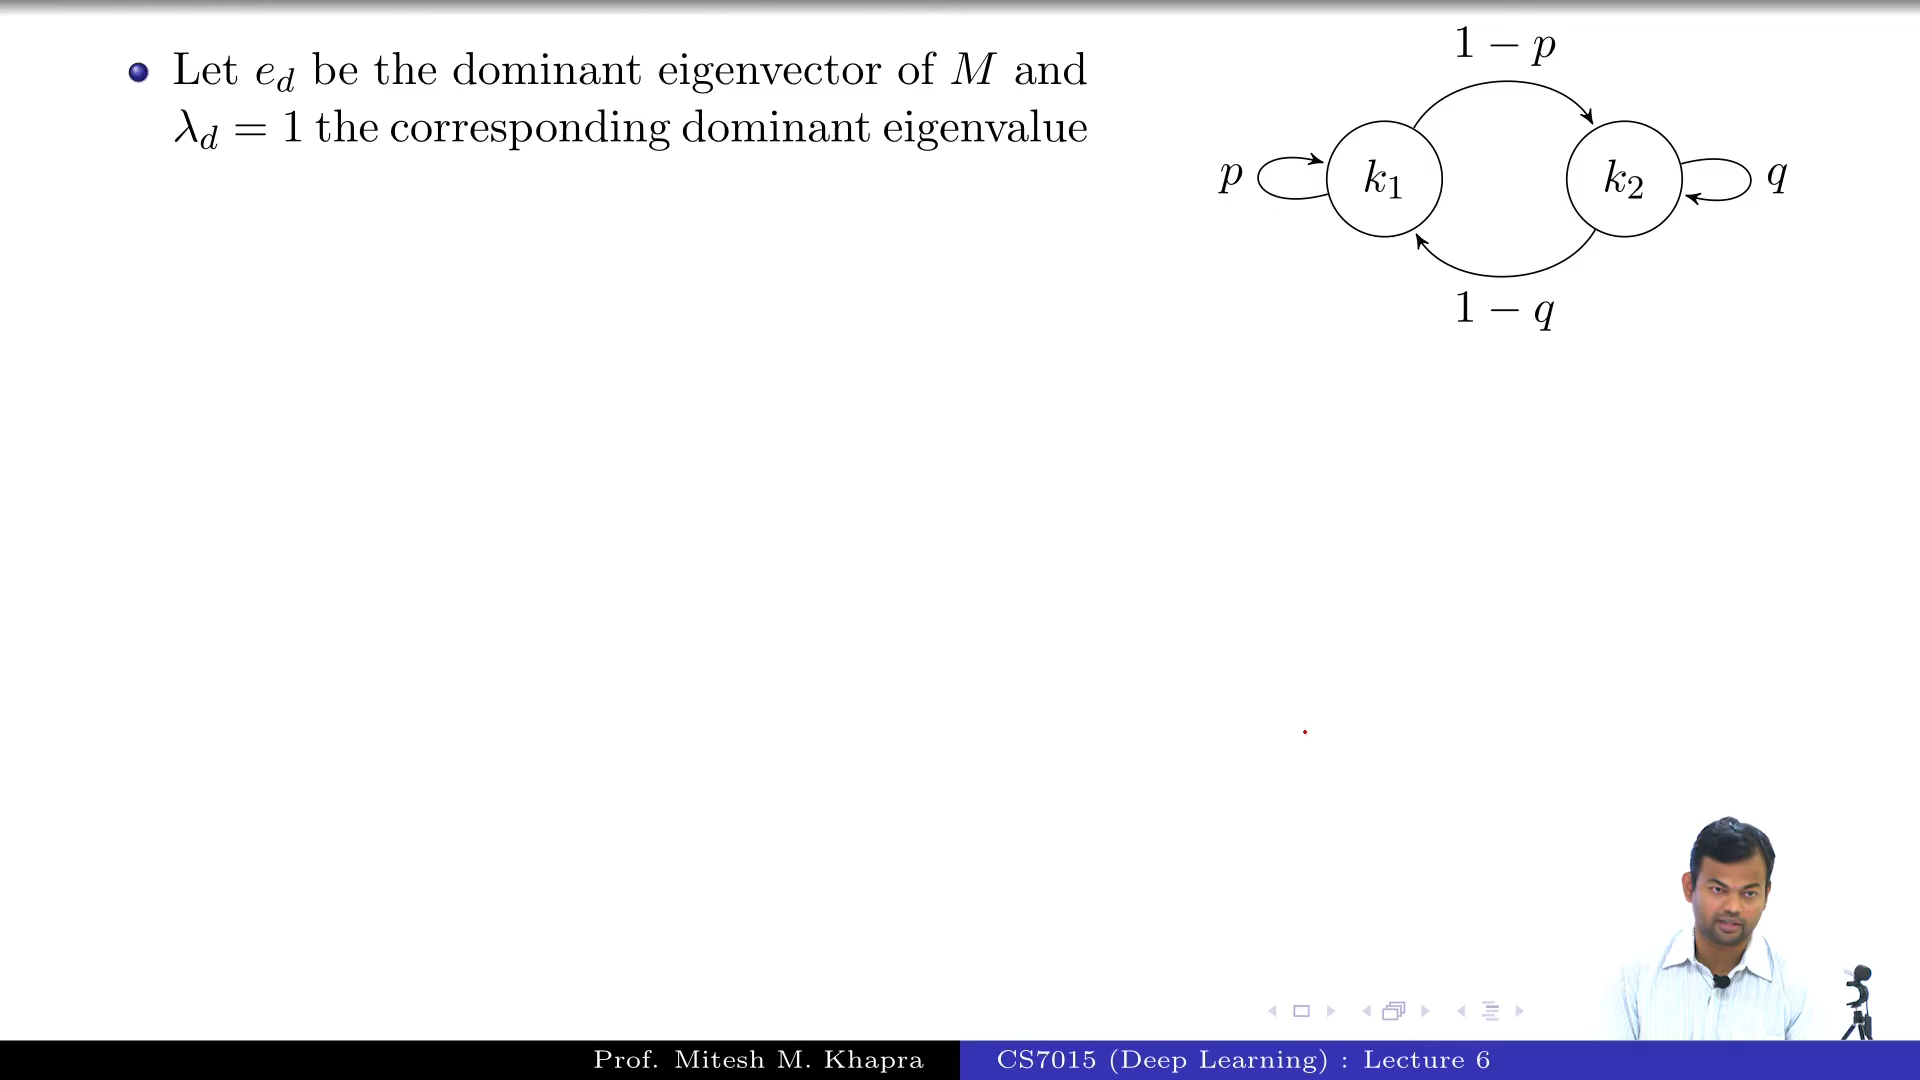 Let e_d be the dominant eigenvector of M and
λ_d = 1 the corresponding dominant eigenvalue
1 − p
p
k_1
k_2
q
1 − q
Prof. Mitesh M. Khapra
CS7015 (Deep Learning) : Lecture 6